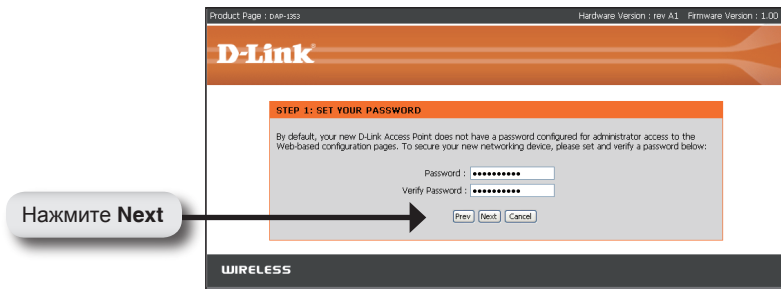 Product Page : DAP-1353 Hardware Version : rev A1 Firmware Version : 1.00
D-Link
STEP 1: SET YOUR PASSWORD
By default, your new D-Link Access Point does not have a password configured for administrator access to the
Web-based configuration pages. To secure your new networking device, please set and verify a password below:
Password : ••••••••••
Verify Password : ••••••••••
Нажмите Next
Prev Next Cancel
WIRELESS